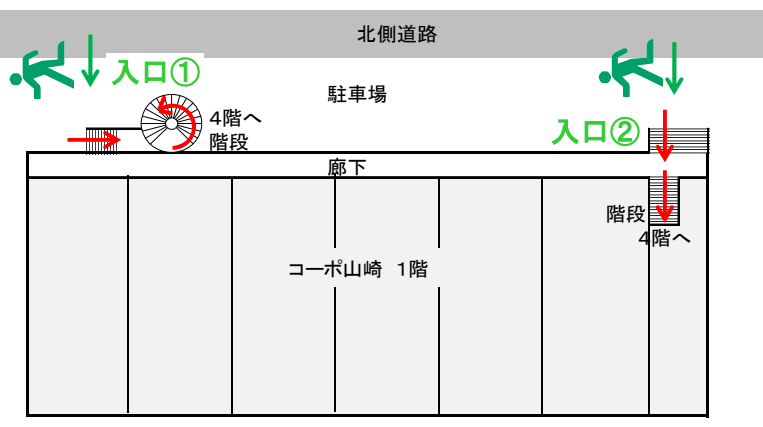 北側道路
入口①
駐車場
4階へ
階段
入口②
廊下
階段
4階へ
コーポ山崎 1階